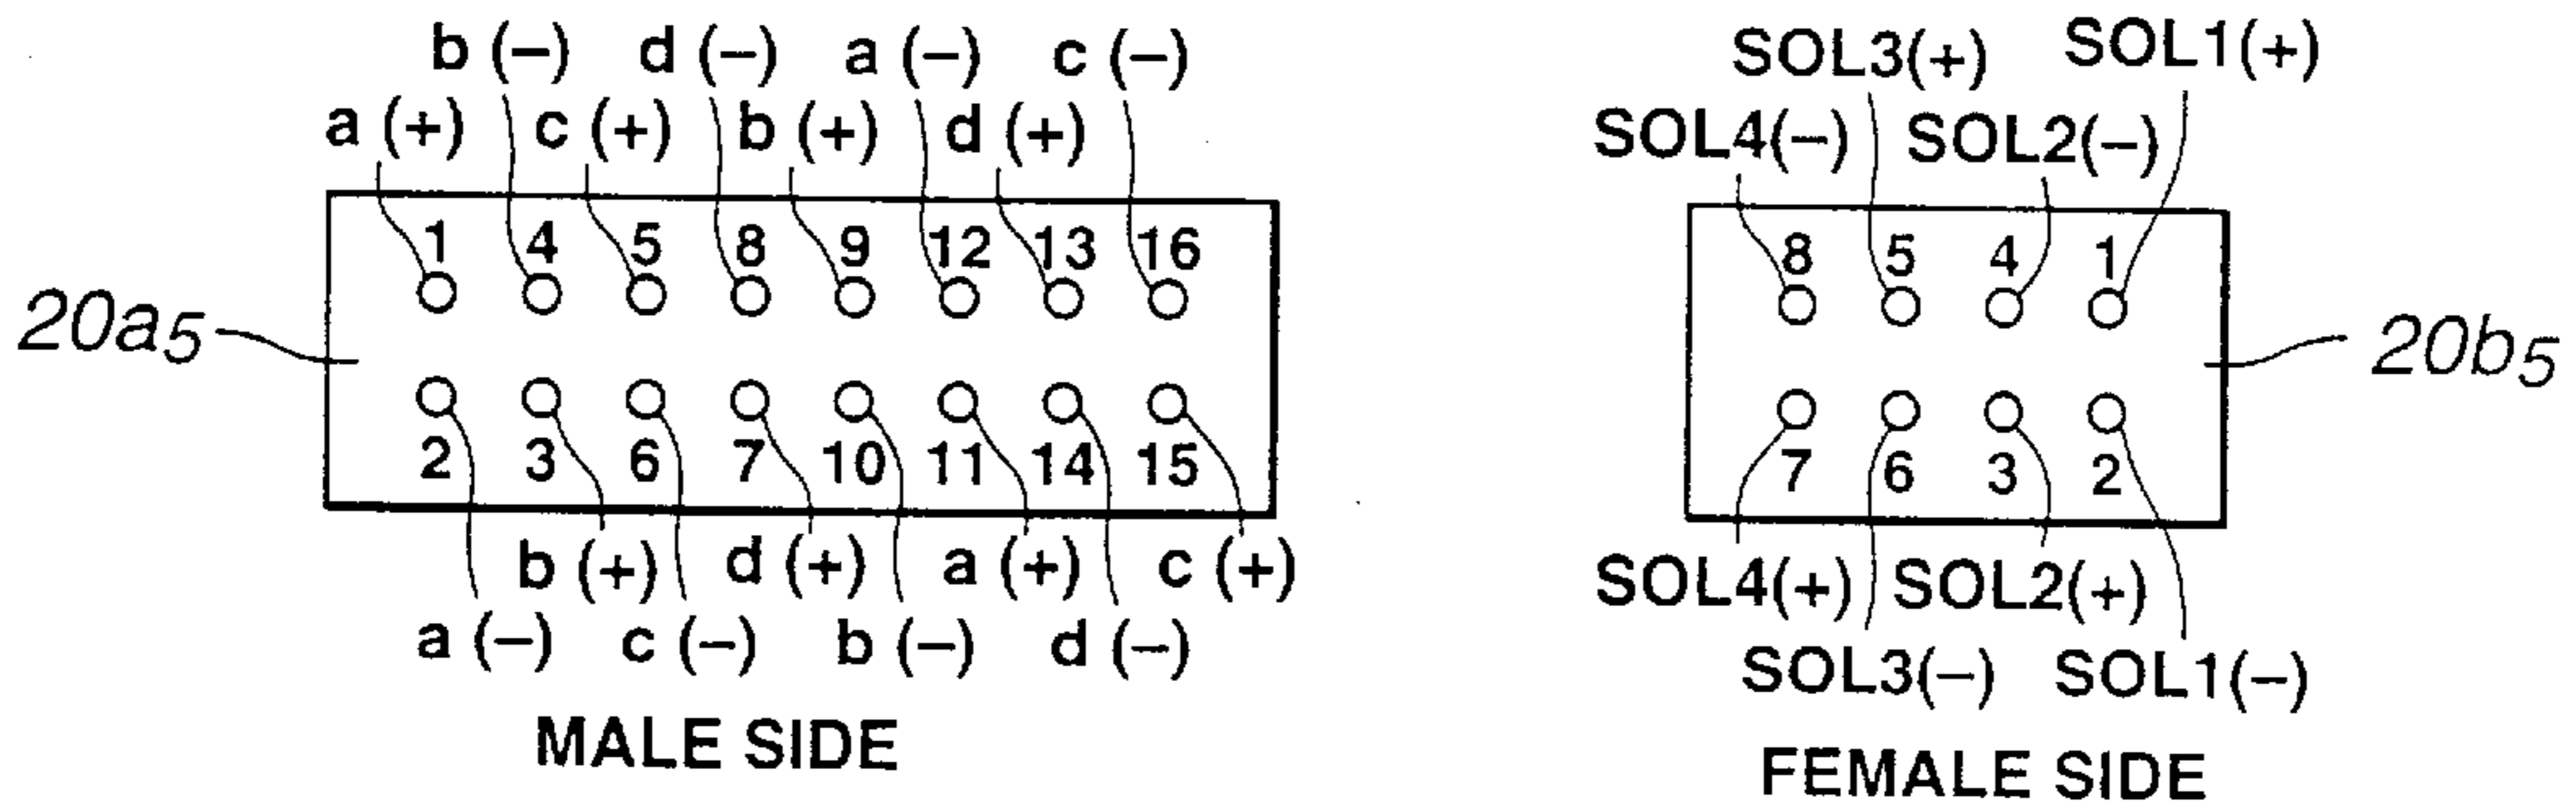 b (–) d (–) a (–) c (–)
a (+) c (+) b (+) d (+)
1 4 5 8 9 12 13 16
20a5
2 3 6 7 10 11 14 15
b (+) d (+) a (+) c (+)
a (–) c (–) b (–) d (–)
MALE SIDE
SOL3(+) SOL1(+)
SOL4(–) SOL2(–)
8 5 4 1
20b5
7 6 3 2
SOL4(+) SOL2(+)
SOL3(–) SOL1(–)
FEMALE SIDE